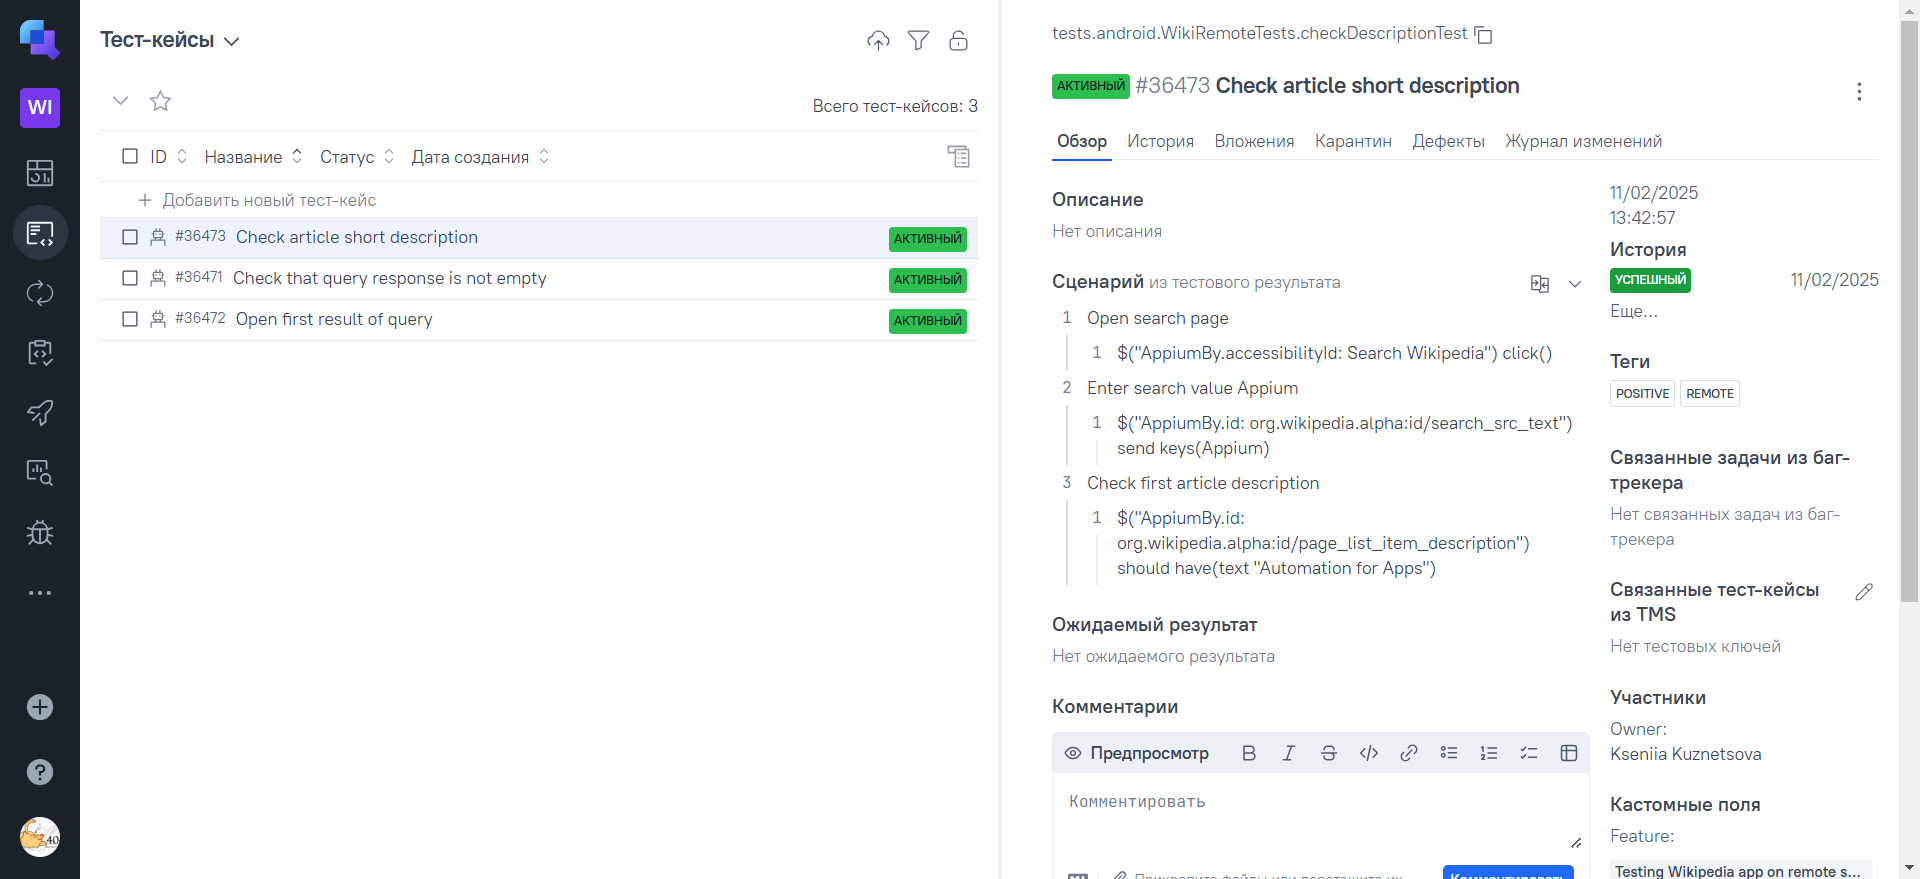 WI
Тест-кейсы
Всего тест-кейсов: 3
ID Название Статус Дата создания
Добавить новый тест-кейс
#36473 Check article short description АКТИВНЫЙ
#36471 Check that query response is not empty АКТИВНЫЙ
#36472 Open first result of query АКТИВНЫЙ
tests.android.WikiRemoteTests.checkDescriptionTest
АКТИВНЫЙ #36473 Check article short description
Обзор История Вложения Карантин Дефекты Журнал изменений
Описание
Нет описания
Сценарий из тестового результата
1 Open search page
1 $("AppiumBy.accessibilityId: Search Wikipedia") click()
2 Enter search value Appium
1 $("AppiumBy.id: org.wikipedia.alpha:id/search_src_text")
send keys(Appium)
3 Check first article description
1 $("AppiumBy.id:
org.wikipedia.alpha:id/page_list_item_description")
should have(text "Automation for Apps")
Ожидаемый результат
Нет ожидаемого результата
Комментарии
Предпросмотр
Комментировать
Прикрепите файлы или перетащите их
Комментировать
11/02/2025
13:42:57
История
УСПЕШНЫЙ 11/02/2025
Еще...
Теги
POSITIVE REMOTE
Связанные задачи из баг-
трекера
Нет связанных задач из баг-
трекера
Связанные тест-кейсы
из TMS
Нет тестовых ключей
Участники
Owner:
Kseniia Kuznetsova
Кастомные поля
Feature:
Testing Wikipedia app on remote s...